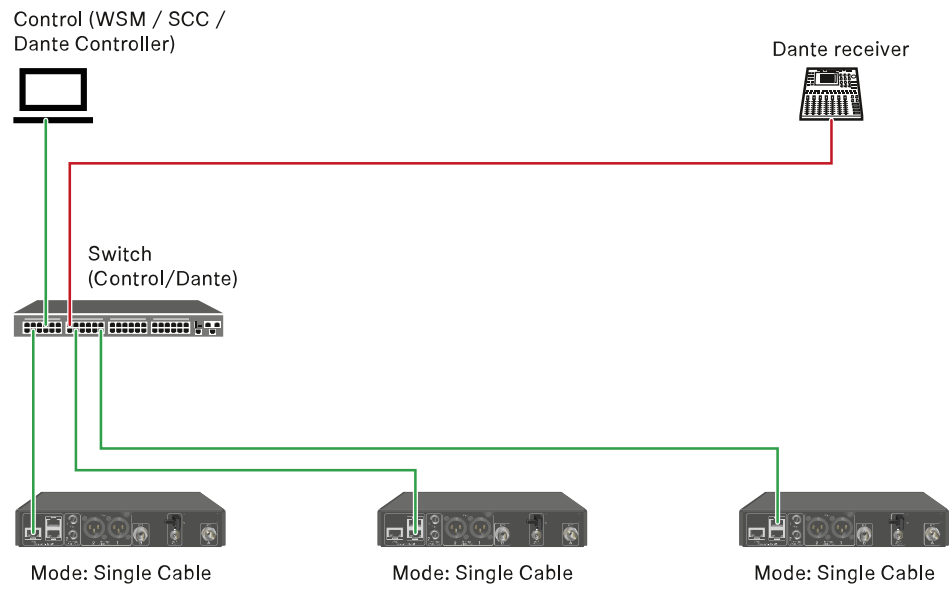 Control (WSM / SCC /
Dante Controller)
Dante receiver
Switch
(Control/Dante)
Mode: Single Cable
Mode: Single Cable
Mode: Single Cable